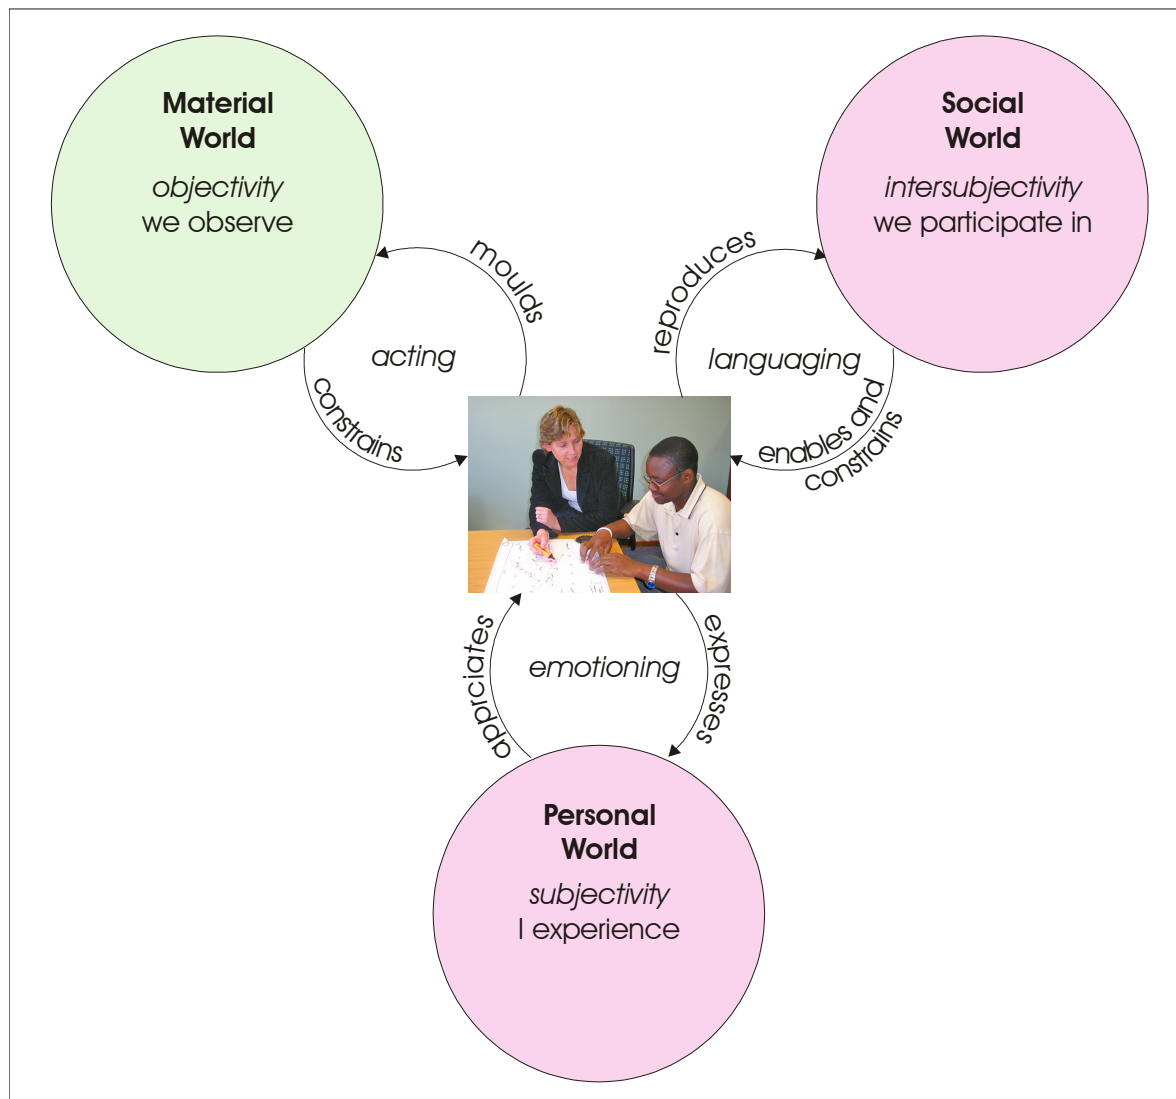 Material
World
objectivity
we observe
Social
World
intersubjectivity
we participate in
moulds
acting
constrains
reproduces
languaging
enables and
constrains
apprciates
emotioning
expresses
Personal
World
subjectivity
I experience